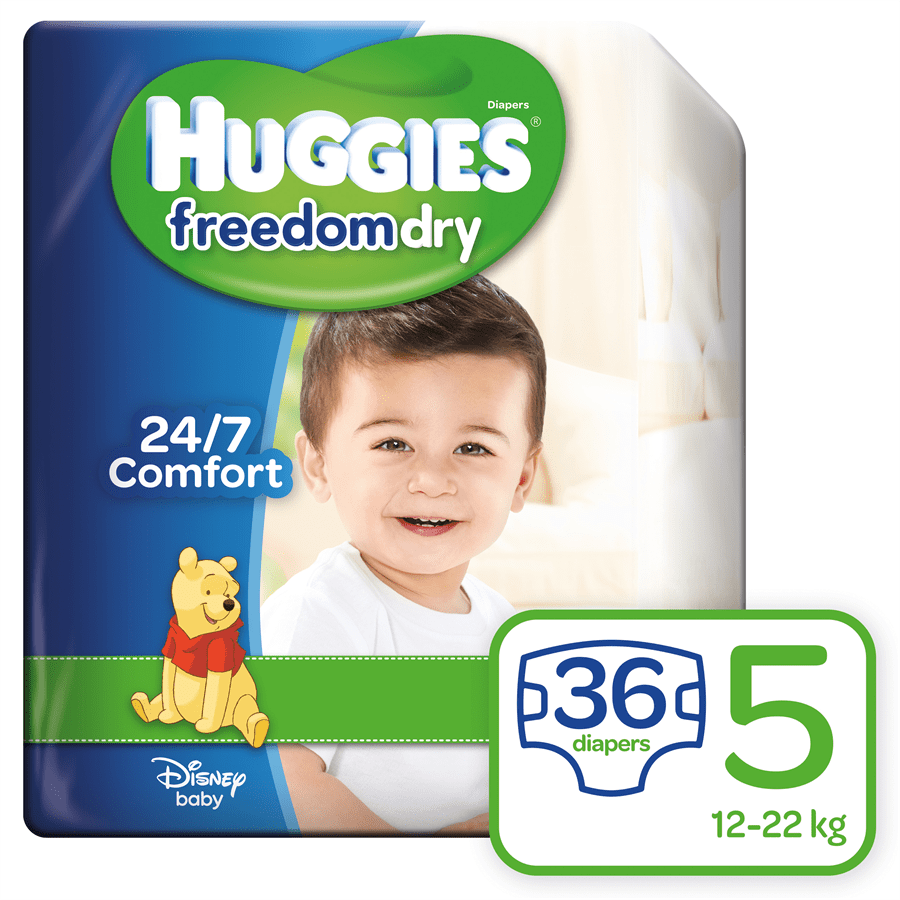 Diapers
HUGGIES®
freedomdry
24/7
Comfort
Disney
baby
36
diapers
5
12-22 kg